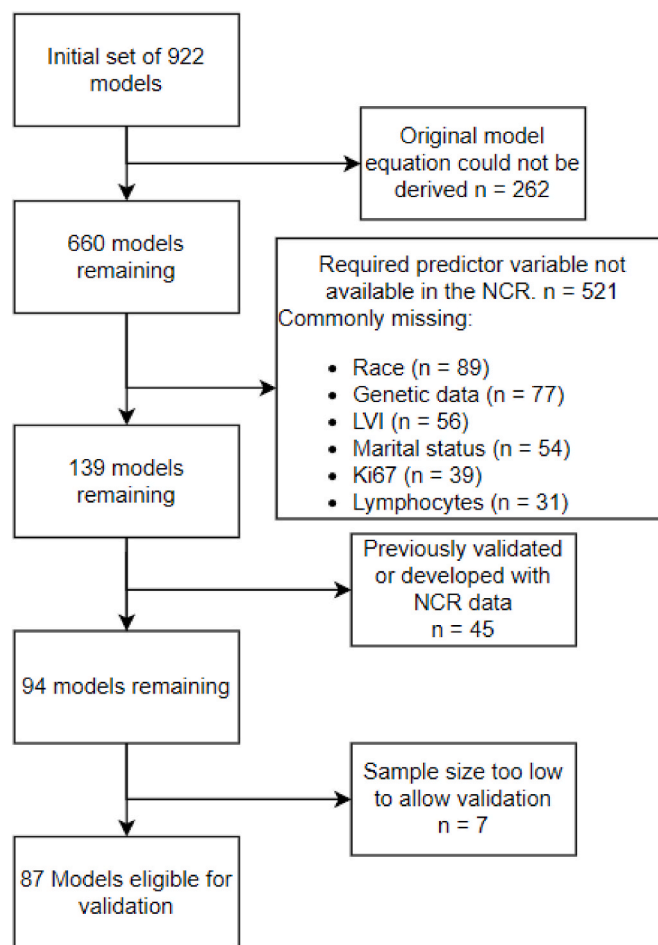 Initial set of 922
models
Original model
equation could not be
derived n = 262
660 models
remaining
Required predictor variable not
available in the NCR. n = 521
Commonly missing:
• Race (n = 89)
• Genetic data (n = 77)
• LVI (n = 56)
• Marital status (n = 54)
• Ki67 (n = 39)
• Lymphocytes (n = 31)
139 models
remaining
Previously validated
or developed with
NCR data
n = 45
94 models remaining
Sample size too low
to allow validation
n = 7
87 Models eligible for
validation